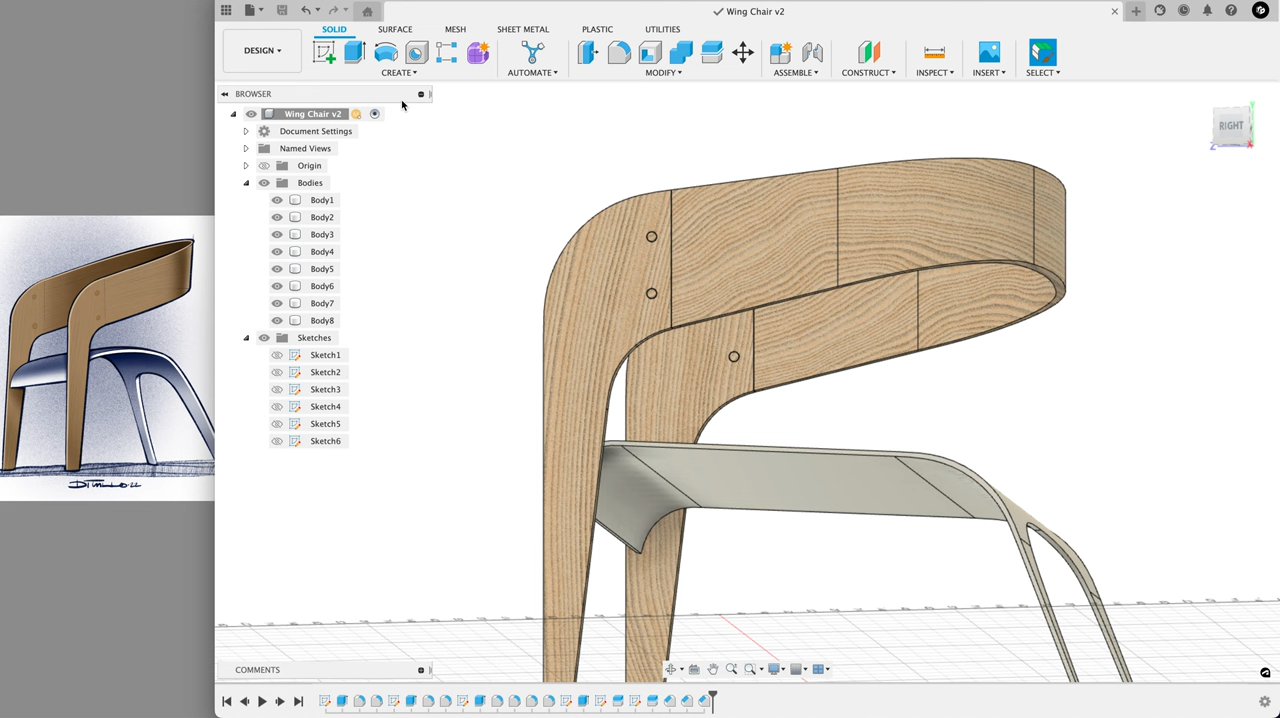 Wing Chair v2
SOLID SURFACE MESH SHEET METAL PLASTIC UTILITIES
DESIGN
CREATE AUTOMATE MODIFY ASSEMBLE CONSTRUCT INSPECT INSERT SELECT
BROWSER
Wing Chair v2
Document Settings
Named Views
Origin
Bodies
Body1
Body2
Body3
Body4
Body5
Body6
Body7
Body8
Sketches
Sketch1
Sketch2
Sketch3
Sketch4
Sketch5
Sketch6
RIGHT
COMMENTS